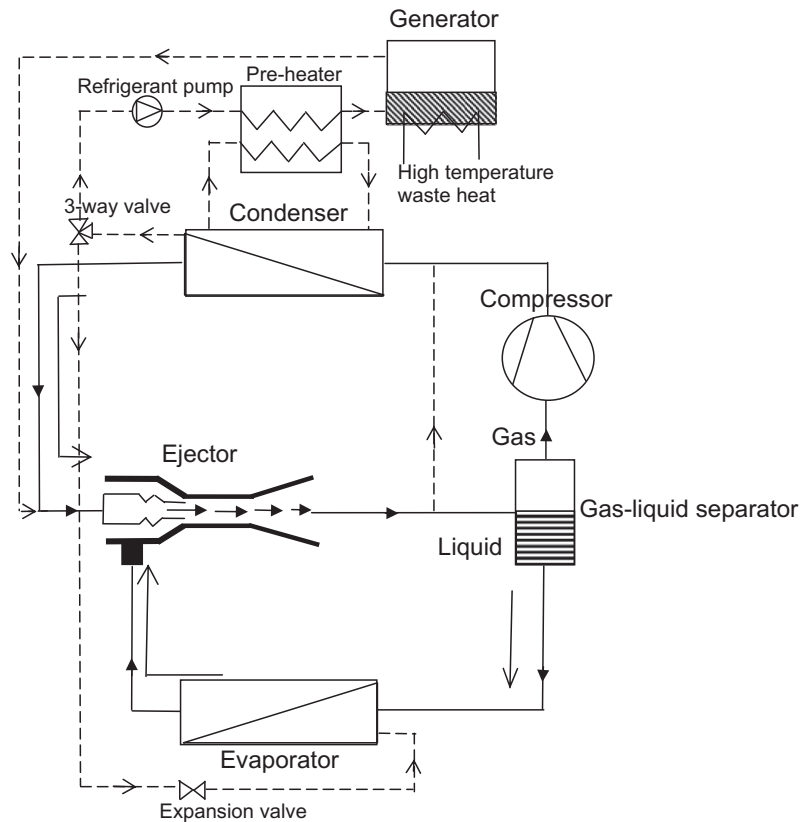 Generator
Refrigerant pump
Pre-heater
High temperature
waste heat
3-way valve
Condenser
Compressor
Gas
Ejector
Gas-liquid separator
Liquid
Evaporator
Expansion valve